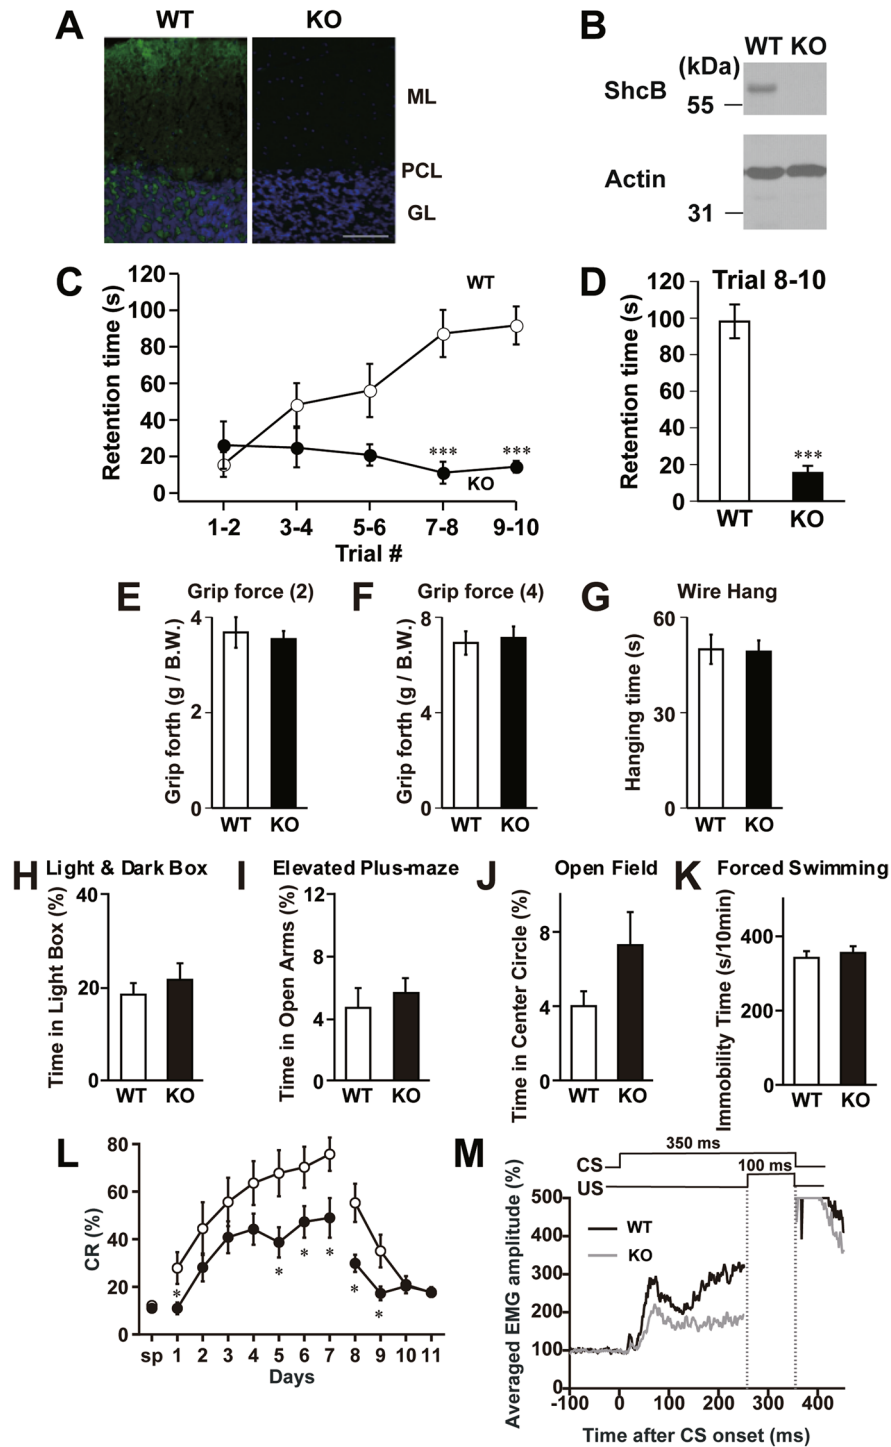 A
WT
KO
ML
PCL
GL
B
WT KO
(kDa)
ShcB
55
Actin
31
C
Retention time (s)
120
100
80
60
40
20
0
WT
***
***
KO
1-2
3-4
5-6
7-8
9-10
Trial #
D
Trial 8-10
Retention time (s)
120
100
80
60
40
20
0
***
WT
KO
E
Grip force (2)
Grip forth (g / B.W.)
4
2
0
WT
KO
F
Grip force (4)
Grip forth (g / B.W.)
8
4
0
WT
KO
G
Wire Hang
Hanging time (s)
60
30
0
WT
KO
H
Light & Dark Box
Time in Light Box (%)
40
20
0
WT
KO
I
Elevated Plus-maze
Time in Open Arms (%)
12
8
4
0
WT
KO
J
Open Field
Time in Center Circle (%)
8
4
0
WT
KO
K
Forced Swimming
Immobility Time (s/10min)
400
200
0
WT
KO
L
CR (%)
80
60
40
20
0
*
*
*
*
*
*
sp
1
2
3
4
5
6
7
8
9
10
11
Days
M
350 ms
CS
100 ms
US
Averaged EMG amplitude (%)
500
400
300
200
100
0
WT
KO
-100
0
100
200
300
400
Time after CS onset (ms)